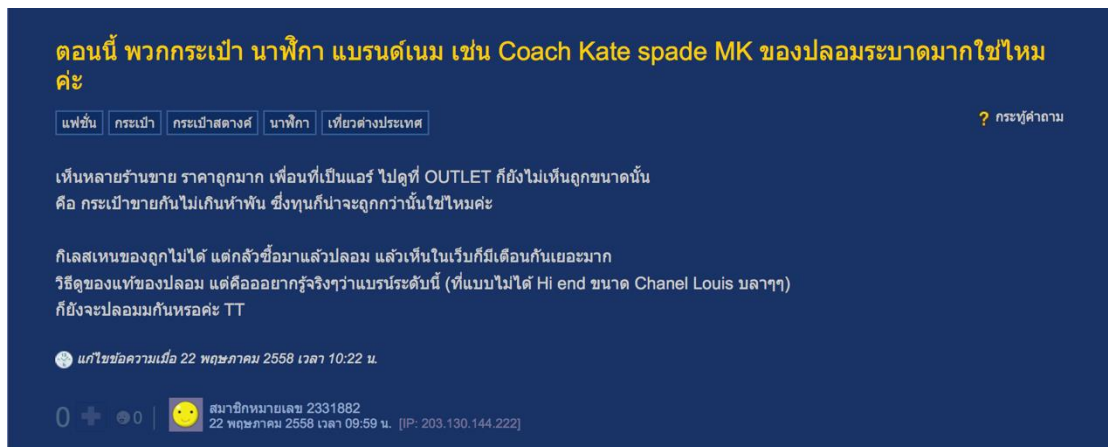 ตอนนี้ พวกกระเป๋า นาฬิกา แบรนด์เนม เช่น Coach Kate spade MK ของปลอมระบาดมากใช่ไหม
ค่ะ
แฟชั่น กระเป๋า กระเป๋าสตางค์ นาฬิกา เที่ยวต่างประเทศ
? กระทู้คำถาม
เห็นหลายร้านขาย ราคาถูกมาก เพื่อนที่เป็นแอร์ ไปดูที่ OUTLET ก็ยังไม่เห็นถูกขนาดนั้น
คือ กระเป้าขายกันไม่เกินห้าพัน ซึ่งทุนก็น่าจะถูกกว่านั้นใช่ไหมค่ะ
กิเลสเหนของถูกไม่ได้ แต่กลัวซื้อมาแล้วปลอม แล้วเห็นในเว็บก็มีเตือนกันเยอะมาก
วิธีดูของแท้ของปลอม แต่คือออยากรู้จริงๆว่าแบรน์ระดับนี้ (ที่แบบไม่ได้ Hi end ขนาด Chanel Louis บลาๆๆ)
ก็ยังจะปลอมมกันหรอค่ะ TT
แก้ไขข้อความเมื่อ 22 พฤษภาคม 2558 เวลา 10:22 น.
0 0 สมาชิกหมายเลข 2331882
22 พฤษภาคม 2558 เวลา 09:59 น. [IP: 203.130.144.222]